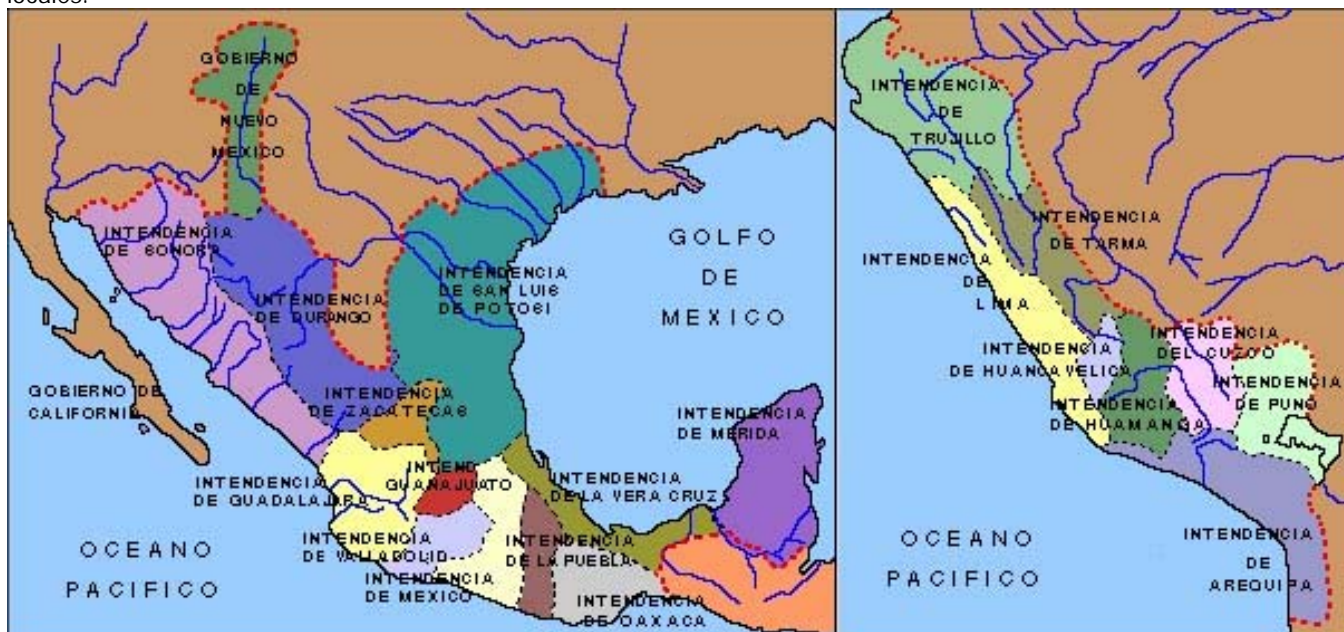 locales.
GOBIERNO
DE
NUEVO
MEXICO
INTENDENCIA
DE SONORA
INTENDENCIA
DE DURANGO
INTENDENCIA
DE SAN LUIS
DE POTOSI
GOLFO
DE
MEXICO
GOBIERNO DE
CALIFORNIA
INTENDENCIA
DE ZACATECAS
INTENDENCIA
DE MERIDA
INTENDENCIA
DE GUADALAJARA
INTEND
GUANAJUATO
INTENDENCIA
DE LA VERA CRUZ
INTENDENCIA
DE VALLADOLID
INTENDENCIA
DE LA PUEBLA
INTENDENCIA
DE MEXICO
INTENDENCIA
DE OAXACA
OCEANO
PACIFICO
INTENDENCIA
DE
TRUJILLO
INTENDENCIA
DE TARMA
INTENDENCIA
DE
LIMA
INTENDENCIA
DE HUANCAVELICA
INTENDENCIA
DEL CUZCO
INTENDENCIA
DE PUNO
INTENDENCIA
DE HUAMANGA
INTENDENCIA
DE
AREQUIPA
OCEANO
PACIFICO